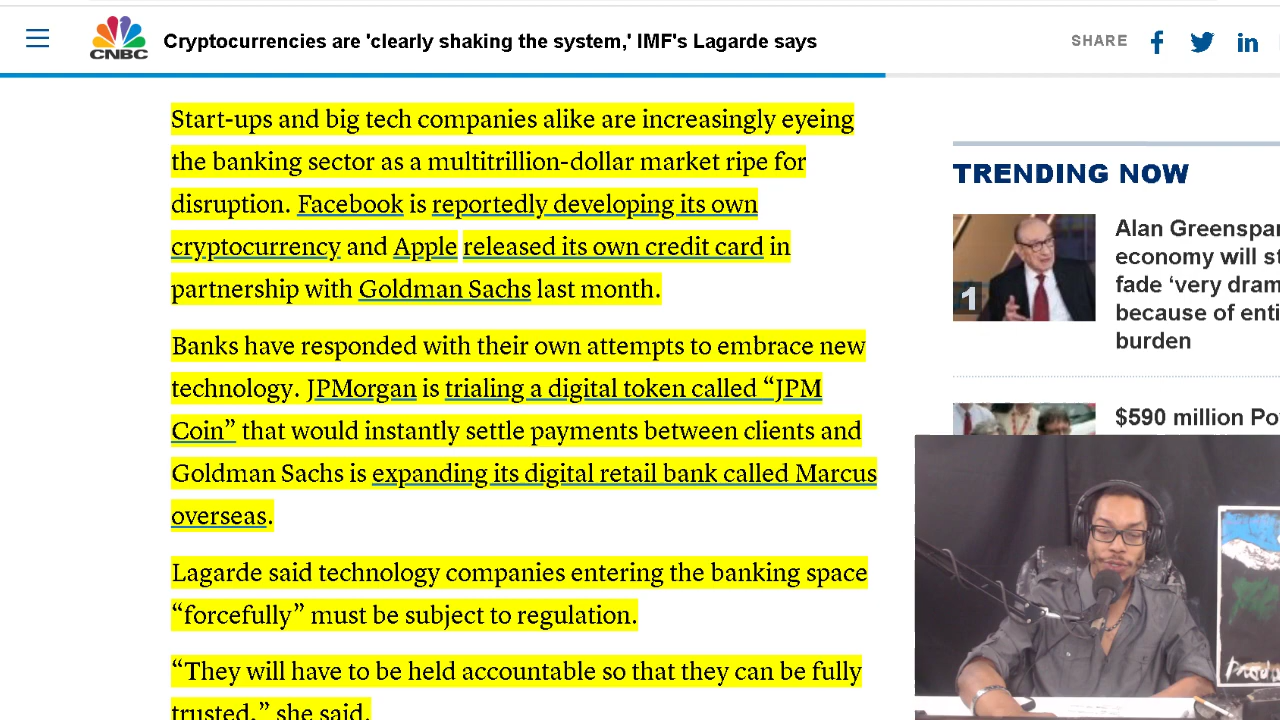 CNBC
Cryptocurrencies are 'clearly shaking the system,' IMF's Lagarde says
SHARE
Start-ups and big tech companies alike are increasingly eyeing
the banking sector as a multitrillion-dollar market ripe for
disruption. Facebook is reportedly developing its own
cryptocurrency and Apple released its own credit card in
partnership with Goldman Sachs last month.
Banks have responded with their own attempts to embrace new
technology. JPMorgan is trialing a digital token called “JPM
Coin” that would instantly settle payments between clients and
Goldman Sachs is expanding its digital retail bank called Marcus
overseas.
Lagarde said technology companies entering the banking space
“forcefully” must be subject to regulation.
“They will have to be held accountable so that they can be fully
trusted,” she said.
TRENDING NOW
1
Alan Greenspan
economy will st
fade ‘very dram
because of enti
burden
$590 million Po